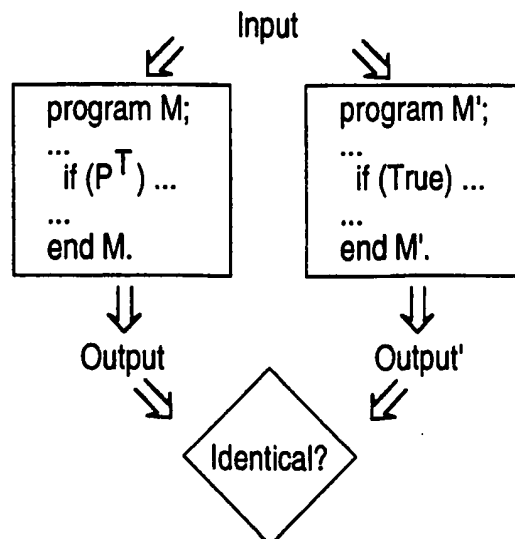 Input
program M;
...
if (P^T) ...
...
end M.
program M';
...
if (True) ...
...
end M'.
Output
Output'
Identical?